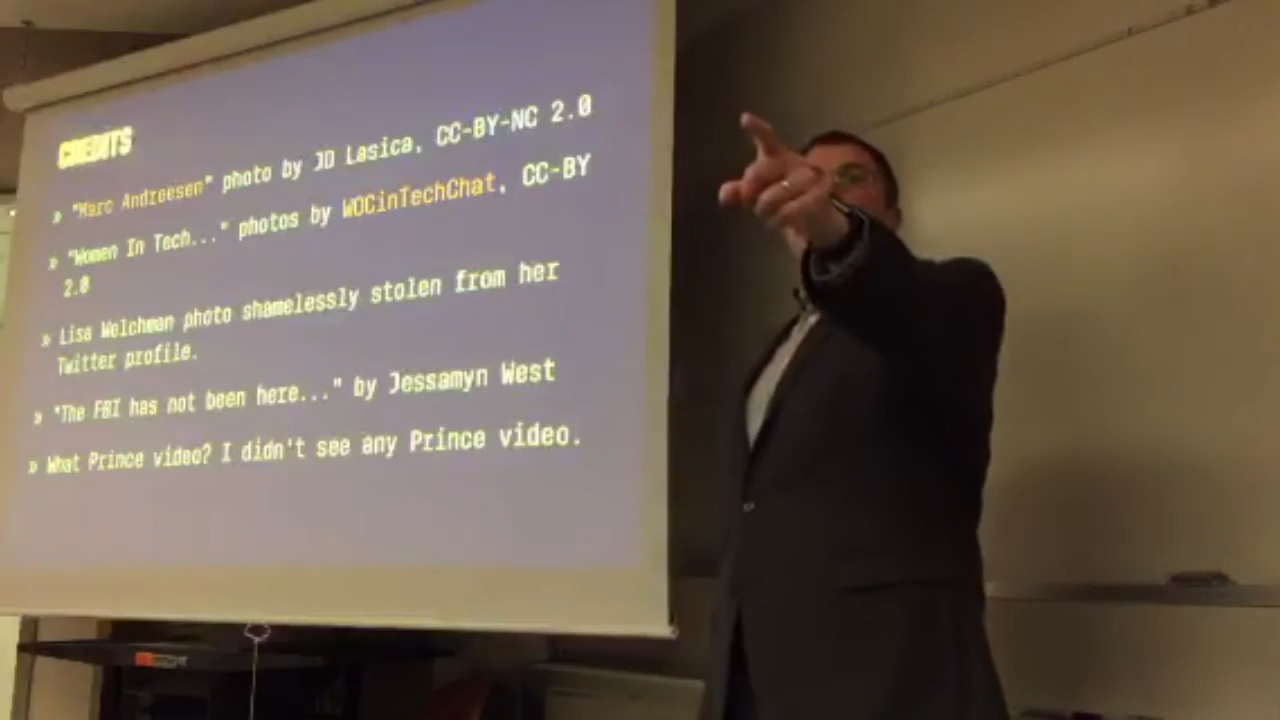 CREDITS
» "Marc Andreesen" photo by JD Lasica, CC-BY-NC 2.0
» "Women In Tech..." photos by WOCinTechChat, CC-BY
2.0
» Lisa Welchman photo shamelessly stolen from her
Twitter profile.
» "The FBI has not been here..." by Jessamyn West
» What Prince video? I didn't see any Prince video.